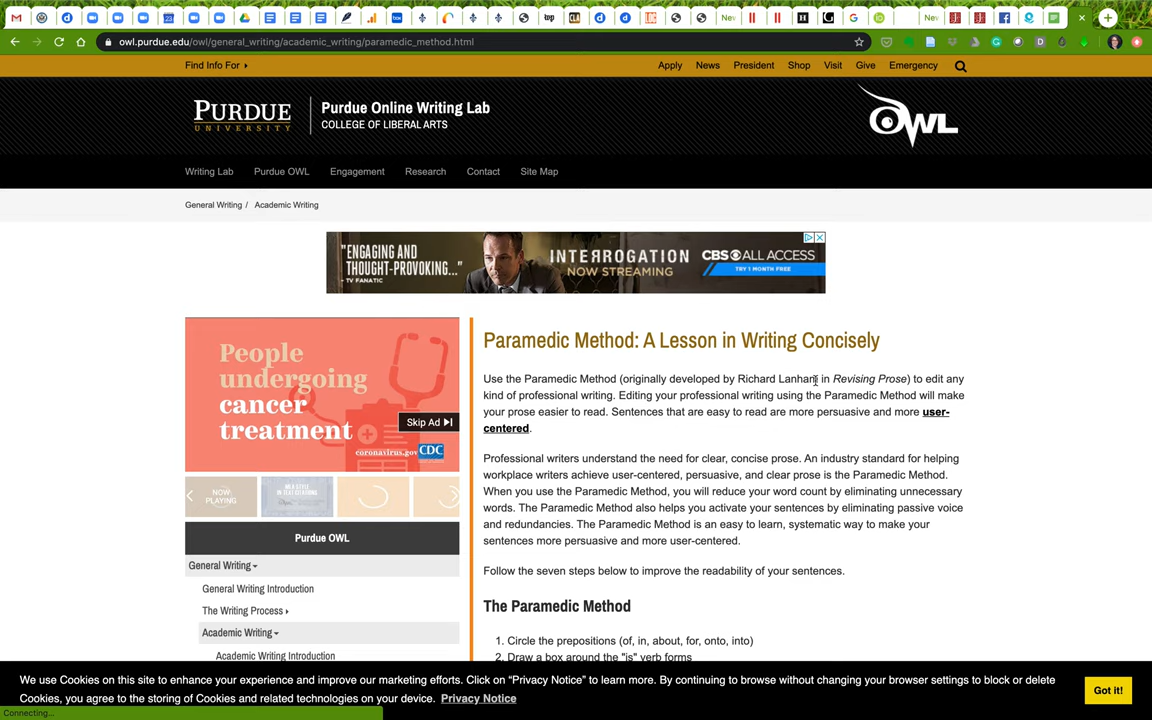 owl.purdue.edu/owl/general_writing/academic_writing/paramedic_method.html
Find Info For
Apply News President Shop Visit Give Emergency
PURDUE UNIVERSITY
Purdue Online Writing Lab
COLLEGE OF LIBERAL ARTS
OWL
Writing Lab Purdue OWL Engagement Research Contact Site Map
General Writing / Academic Writing
"ENGAGING AND
THOUGHT-PROVOKING..."
- TV FANATIC
INTERROGATION
NOW STREAMING
CBS ALL ACCESS
TRY 1 MONTH FREE
People
undergoing
cancer
treatment
Skip Ad
coronavirus.gov CDC
NOW
PLAYING
Purdue OWL
General Writing
General Writing Introduction
The Writing Process
Academic Writing
Academic Writing Introduction
Paramedic Method: A Lesson in Writing Concisely
Use the Paramedic Method (originally developed by Richard Lanham in Revising Prose) to edit any
kind of professional writing. Editing your professional writing using the Paramedic Method will make
your prose easier to read. Sentences that are easy to read are more persuasive and more user-
centered.
Professional writers understand the need for clear, concise prose. An industry standard for helping
workplace writers achieve user-centered, persuasive, and clear prose is the Paramedic Method.
When you use the Paramedic Method, you will reduce your word count by eliminating unnecessary
words. The Paramedic Method also helps you activate your sentences by eliminating passive voice
and redundancies. The Paramedic Method is an easy to learn, systematic way to make your
sentences more persuasive and more user-centered.
Follow the seven steps below to improve the readability of your sentences.
The Paramedic Method
1. Circle the prepositions (of, in, about, for, onto, into)
2. Draw a box around the "is" verb forms
We use Cookies on this site to enhance your experience and improve our marketing efforts. Click on "Privacy Notice" to learn more. By continuing to browse without changing your browser settings to block or delete
Cookies, you agree to the storing of Cookies and related technologies on your device. Privacy Notice
Got it!
Connecting...